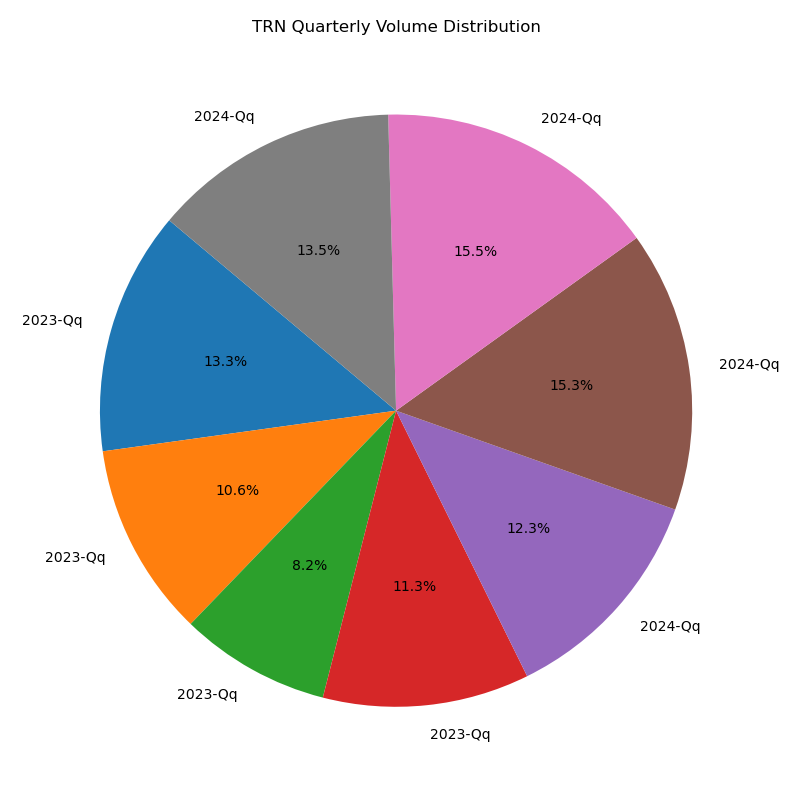 TRN Quarterly Volume Distribution
2024-Qq
2024-Qq
13.5%
15.5%
2023-Qq
13.3%
2024-Qq
15.3%
10.6%
12.3%
2023-Qq
8.2%
11.3%
2024-Qq
2023-Qq
2023-Qq